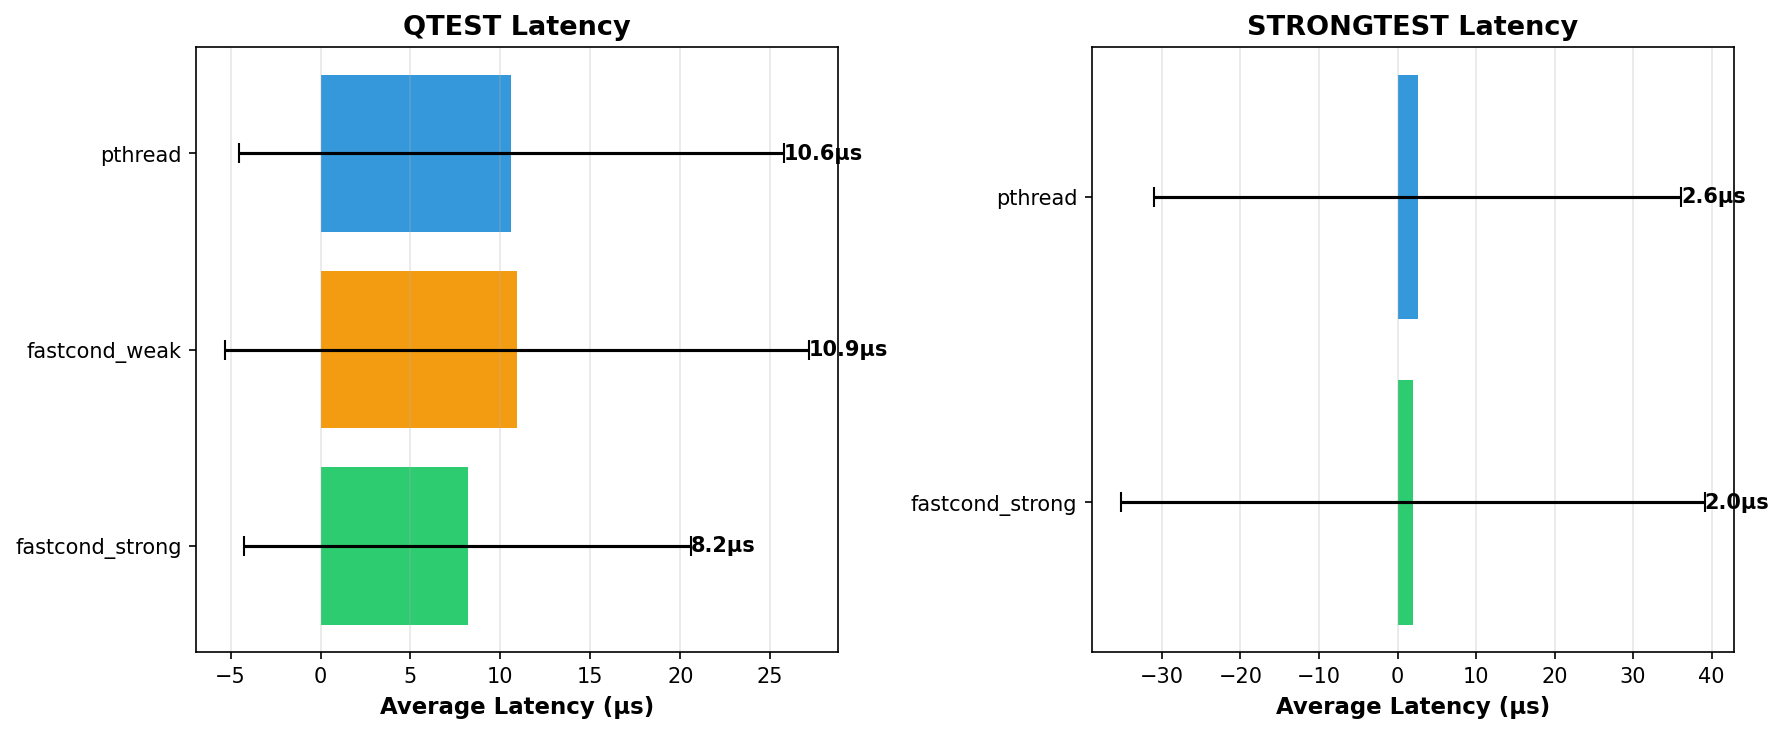 QTEST Latency
pthread
10.6µs
fastcond_weak
10.9µs
fastcond_strong
8.2µs
−5 0 5 10 15 20 25
Average Latency (µs)
STRONGTEST Latency
pthread
2.6µs
fastcond_strong
2.0µs
−30 −20 −10 0 10 20 30 40
Average Latency (µs)